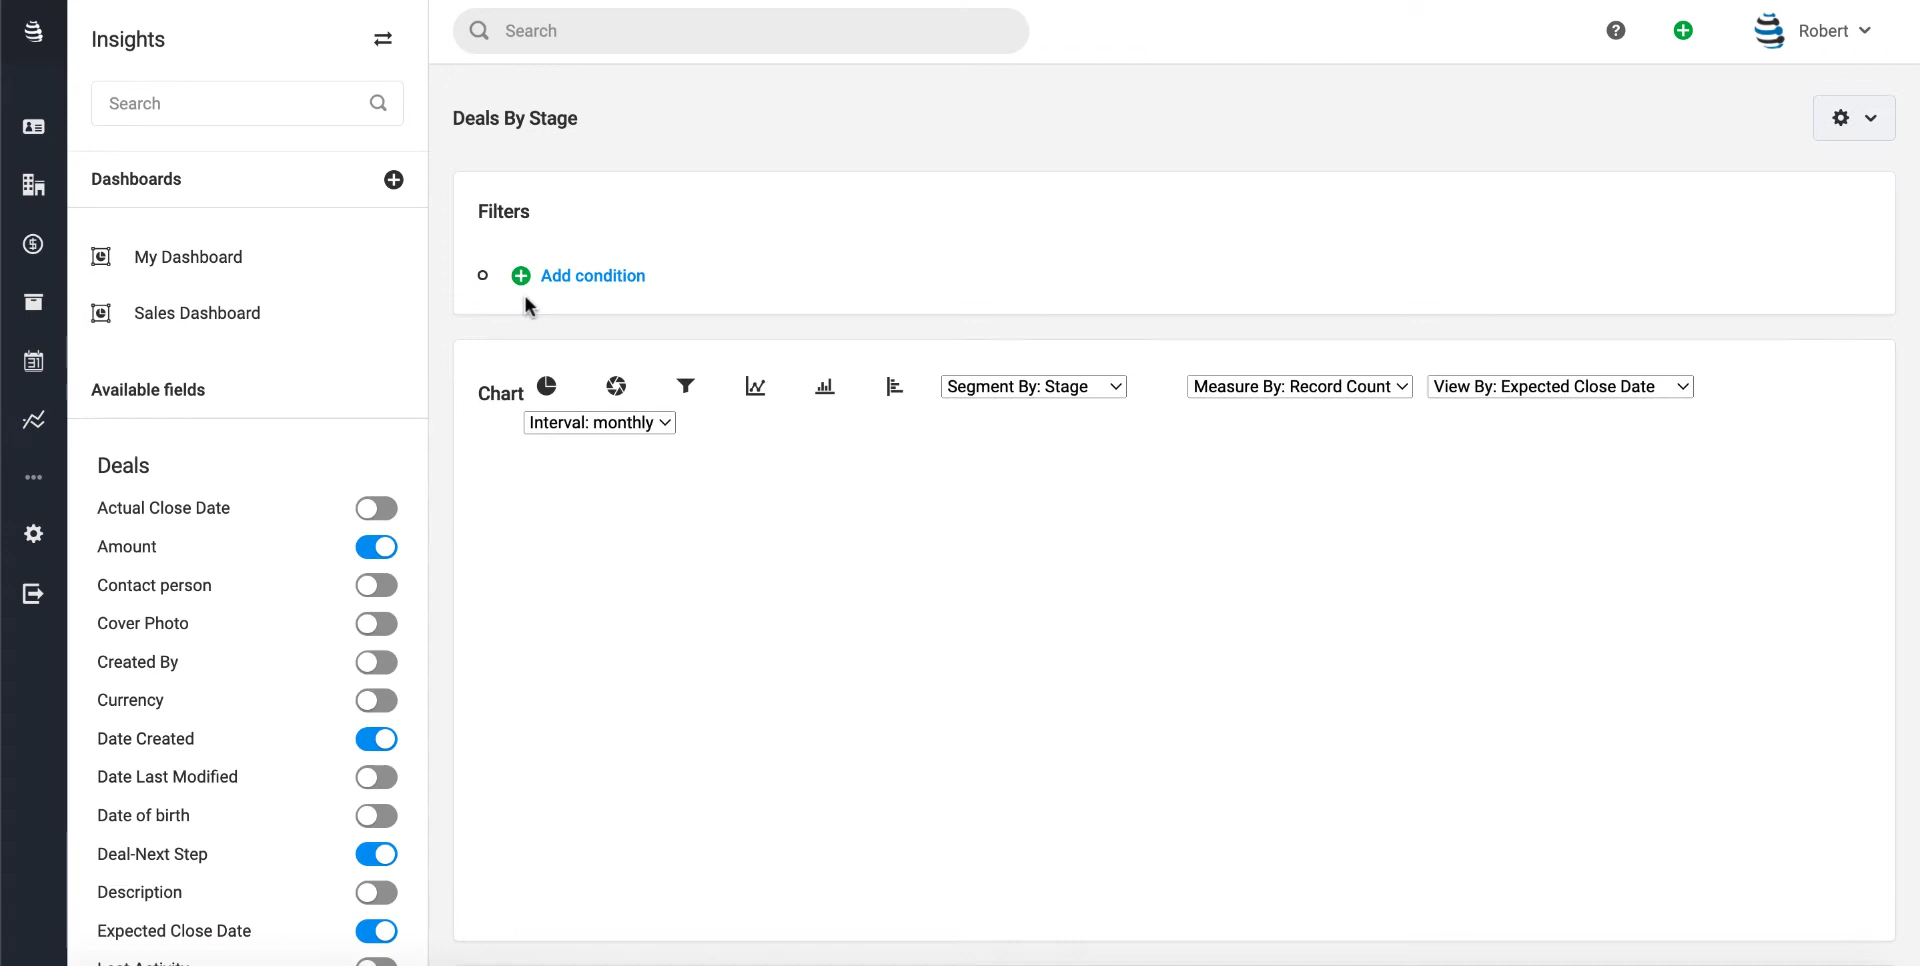 Insights
Search
Dashboards
My Dashboard
Sales Dashboard
Available fields
Deals
Actual Close Date
Amount
Contact person
Cover Photo
Created By
Currency
Date Created
Date Last Modified
Date of birth
Deal-Next Step
Description
Expected Close Date
Search
Robert
Deals By Stage
Filters
Add condition
Chart
Segment By: Stage
Measure By: Record Count
View By: Expected Close Date
Interval: monthly
31